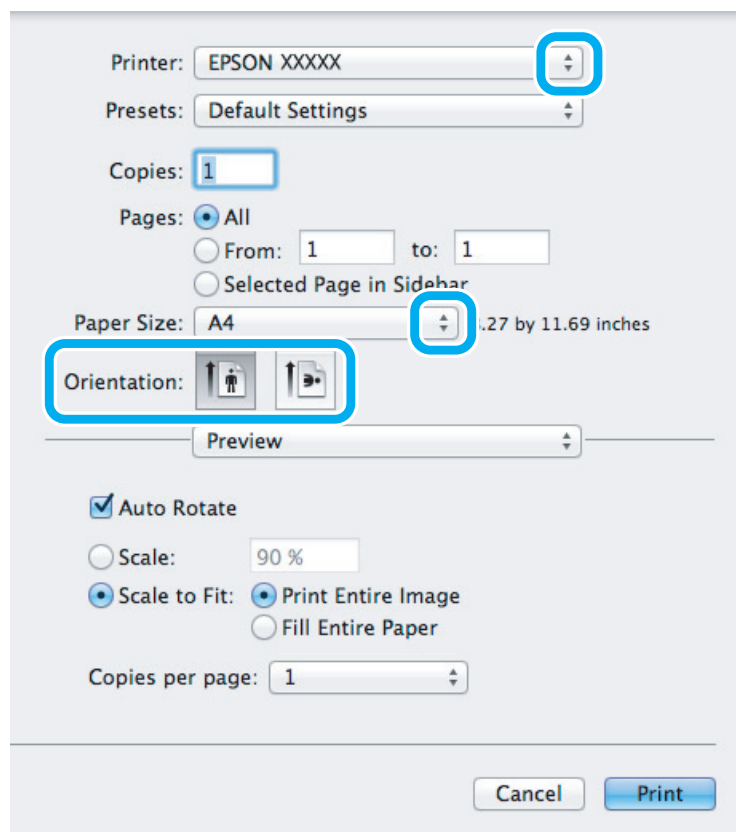 Printer: EPSON XXXXX
Presets: Default Settings
Copies: 1
Pages: All
From: 1 to: 1
Selected Page in Sidebar
Paper Size: A4 .27 by 11.69 inches
Orientation:
Preview
Auto Rotate
Scale: 90 %
Scale to Fit: Print Entire Image
Fill Entire Paper
Copies per page: 1
Cancel Print